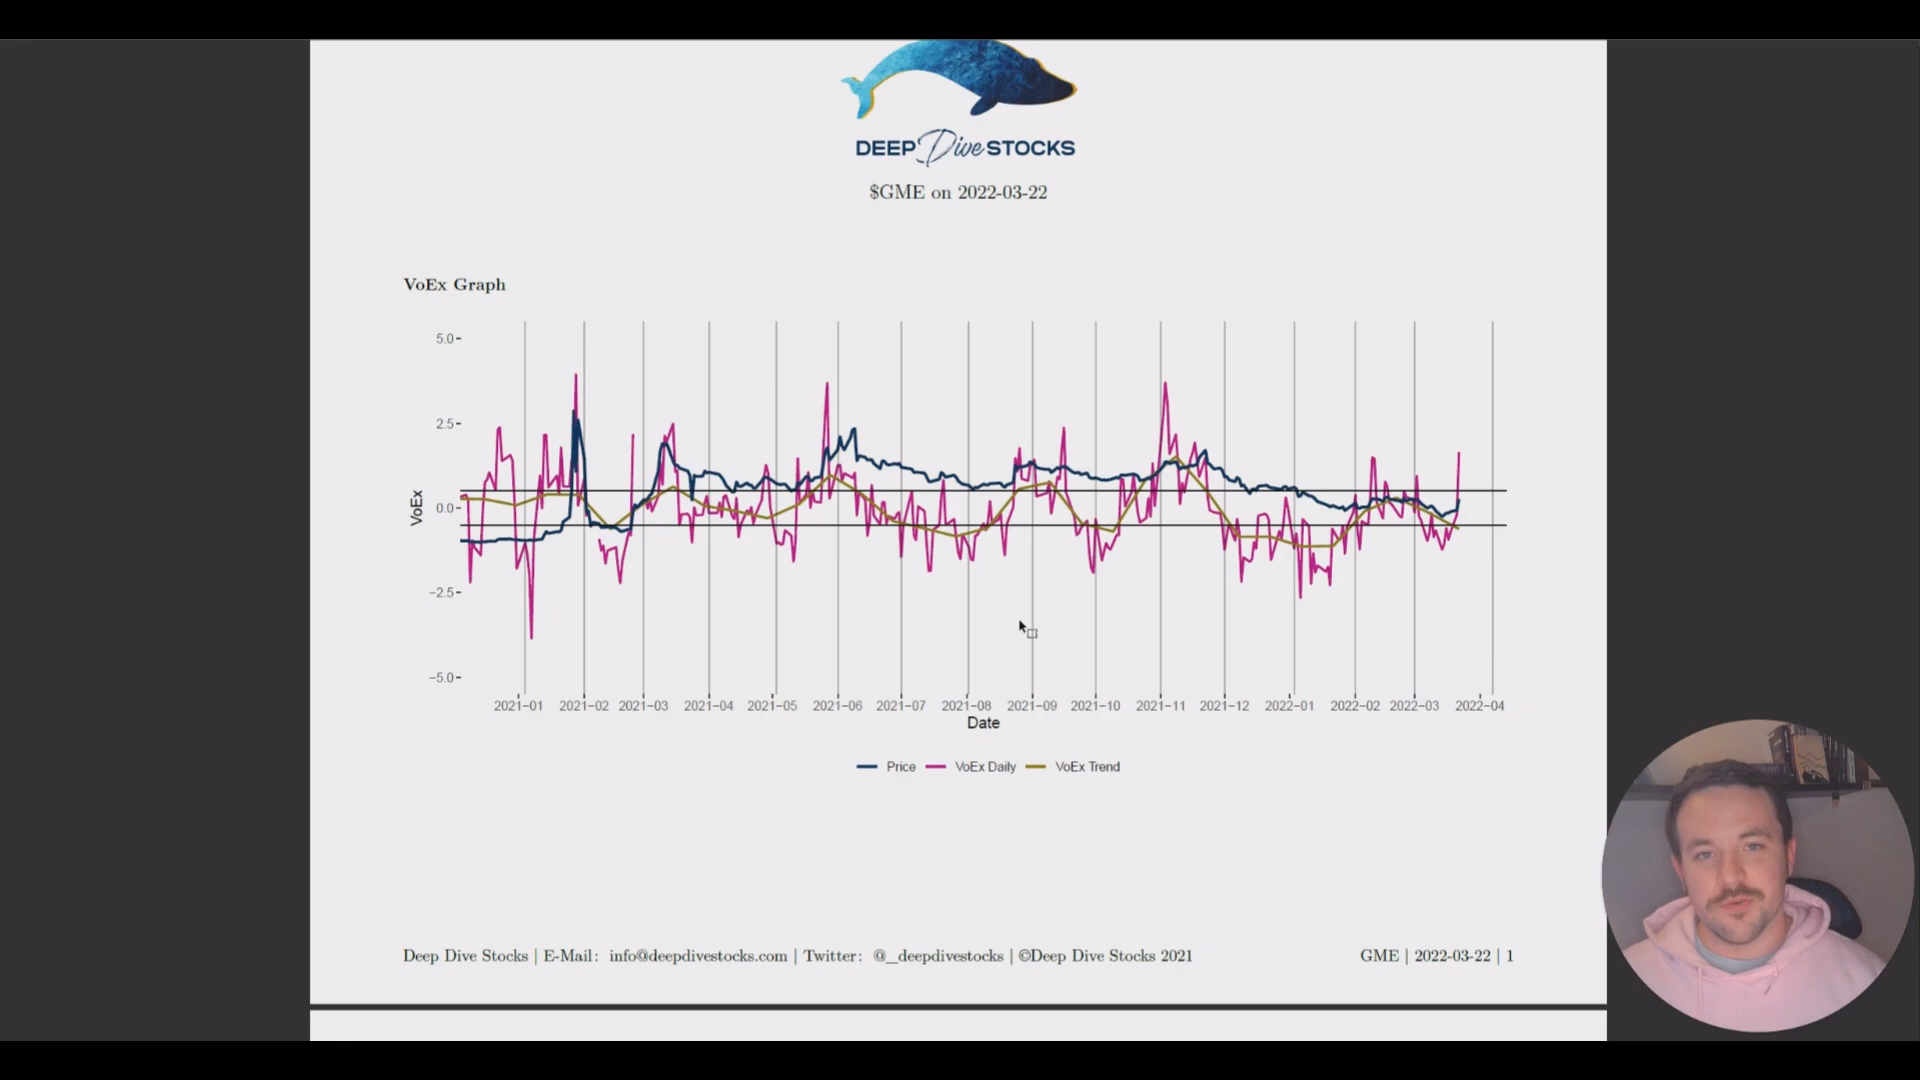 DEEP Dive STOCKS
$GME on 2022-03-22
VoEx Graph
5.0
2.5
0.0
−2.5
−5.0
VoEx
2021−01 2021−02 2021−03 2021−04 2021−05 2021−06 2021−07 2021−08 2021−09 2021−10 2021−11 2021−12 2022−01 2022−02 2022−03 2022−04
Date
Price VoEx Daily VoEx Trend
Deep Dive Stocks | E-Mail: info@deepdivestocks.com | Twitter: @_deepdivestocks | ©Deep Dive Stocks 2021 GME | 2022-03-22 | 1